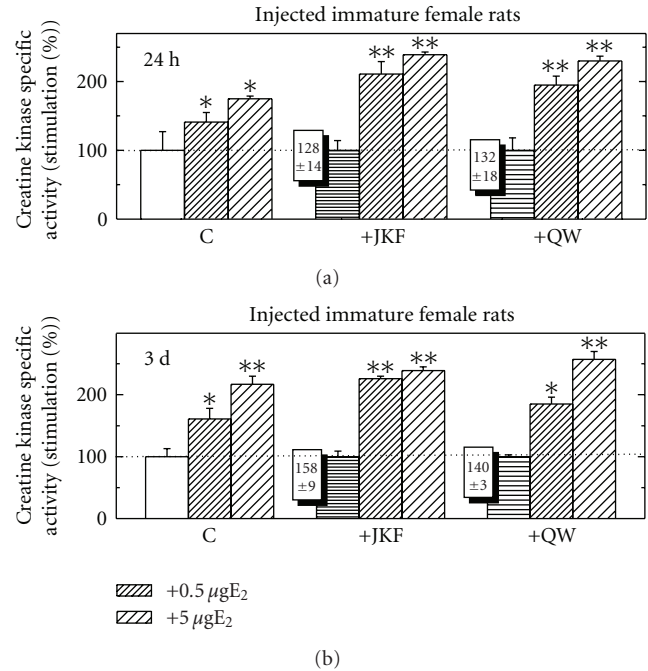 Injected immature female rats
Creatine kinase specific
activity (stimulation (%))
24 h
200
100
0
* * ** ** ** **
128
±14
132
±18
C +JKF +QW
(a)
Injected immature female rats
Creatine kinase specific
activity (stimulation (%))
3 d
200
100
0
* ** ** ** * **
158
±9
140
±3
C +JKF +QW
+0.5 μgE₂
+5 μgE₂
(b)